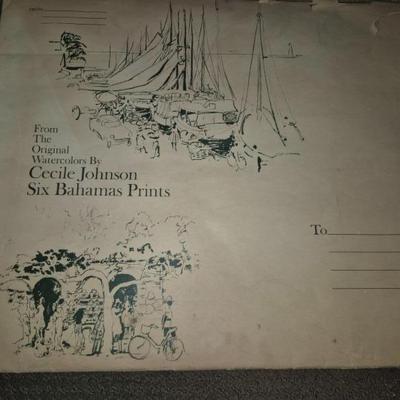 From
The
Original
Watercolors By
Cecile Johnson
Six Bahamas Prints
To